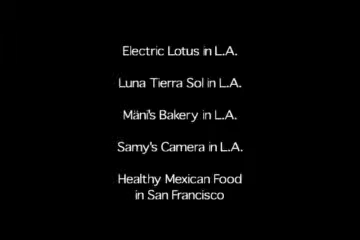 Electric Lotus in L.A.
Luna Tierra Sol in L.A.
Mäni's Bakery in L.A.
Samy's Camera in L.A.
Healthy Mexican Food
in San Francisco